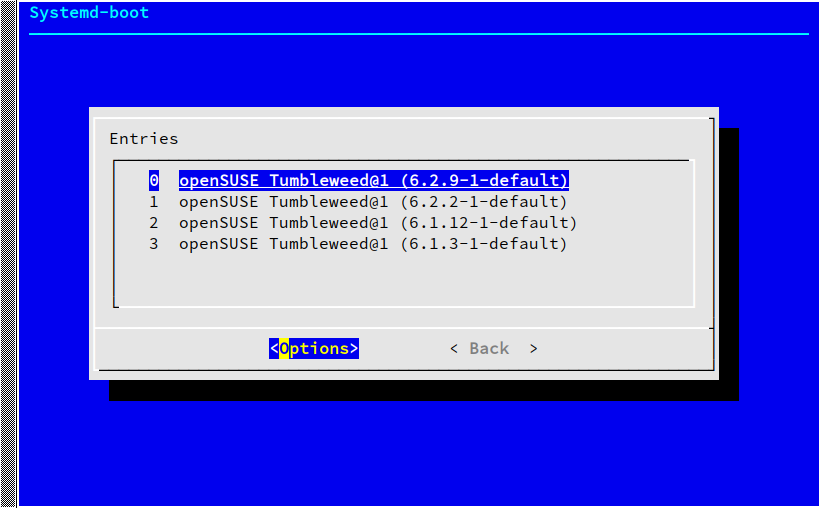 Systemd-boot
Entries
0 openSUSE Tumbleweed@1 (6.2.9-1-default)
1 openSUSE Tumbleweed@1 (6.2.2-1-default)
2 openSUSE Tumbleweed@1 (6.1.12-1-default)
3 openSUSE Tumbleweed@1 (6.1.3-1-default)
<Options> < Back >